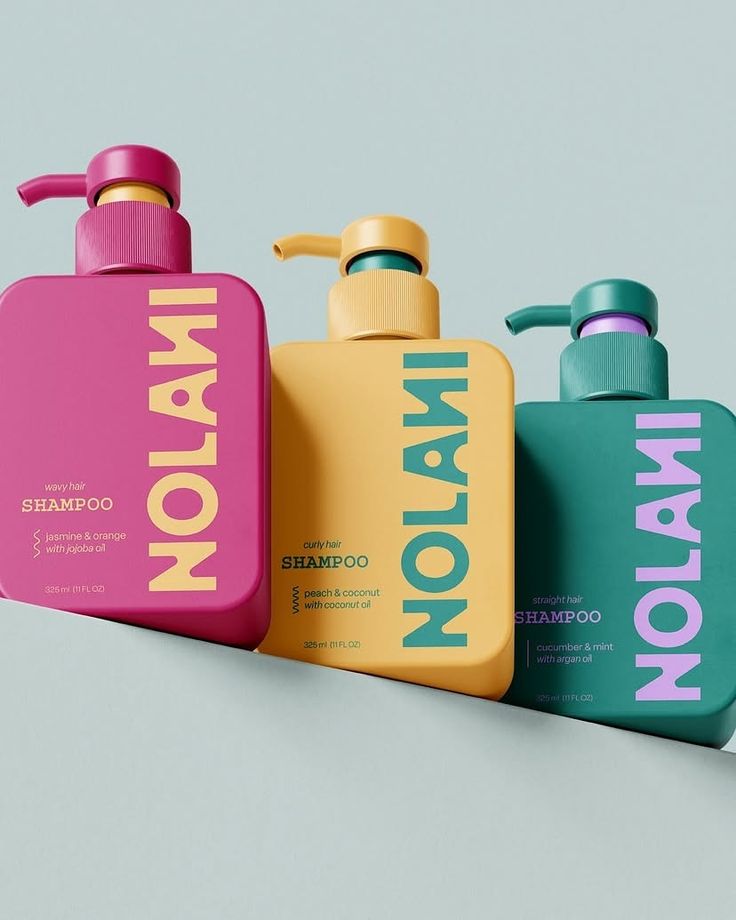 NOLANI
wavy hair
SHAMPOO
jasmine & orange
with jojoba oil
325 ml (11 FL OZ)
NOLANI
curly hair
SHAMPOO
peach & coconut
with coconut oil
325 ml (11 FL OZ)
NOLANI
straight hair
SHAMPOO
cucumber & mint
with argan oil
325 ml (11 FL OZ)